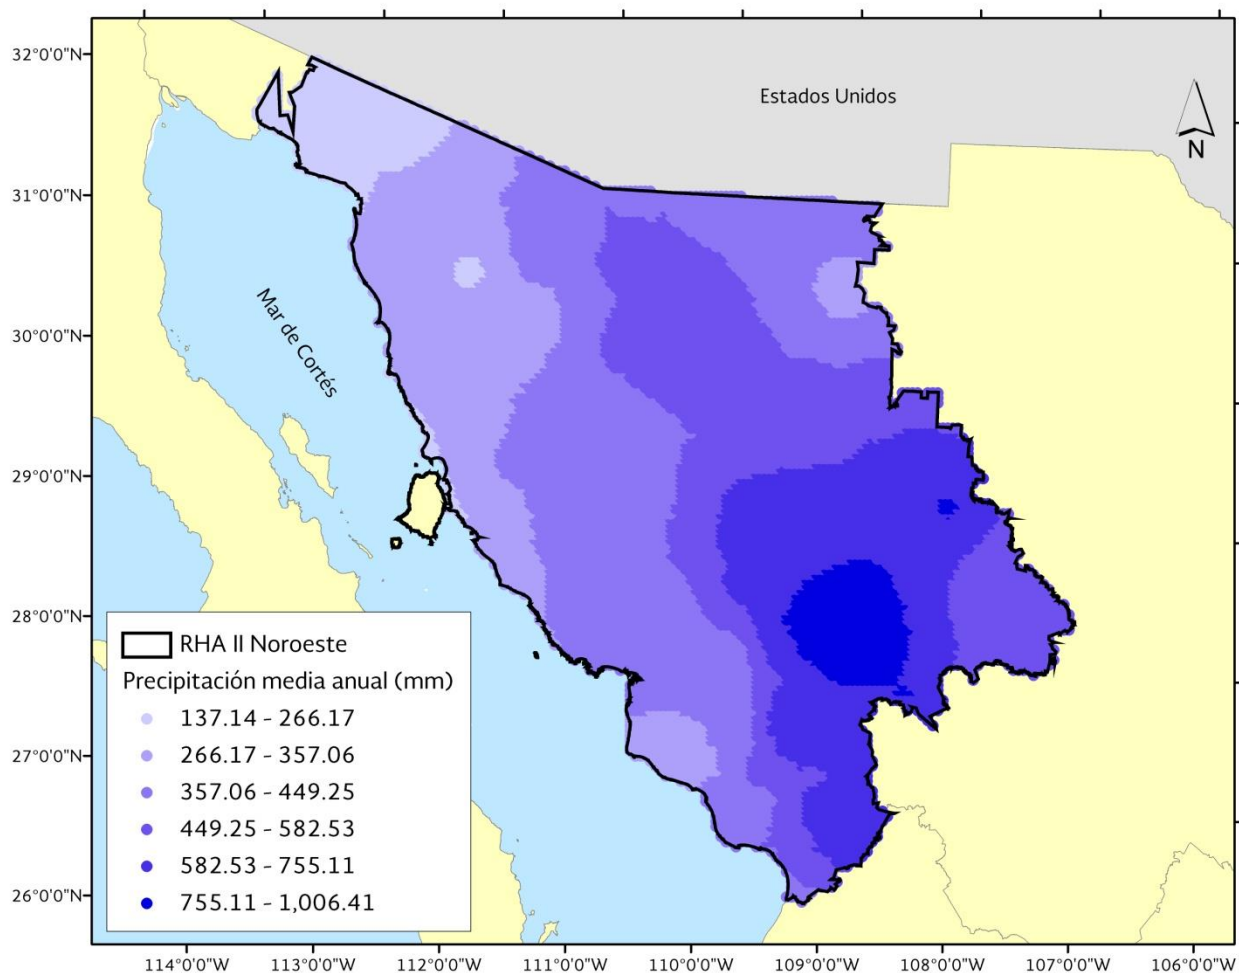 32°0'0"N
Estados Unidos
N
31°0'0"N
Mar de Cortés
30°0'0"N
29°0'0"N
28°0'0"N
RHA II Noroeste
Precipitación media anual (mm)
137.14 - 266.17
266.17 - 357.06
357.06 - 449.25
449.25 - 582.53
582.53 - 755.11
755.11 - 1,006.41
27°0'0"N
26°0'0"N
114°0'0"W 113°0'0"W 112°0'0"W 111°0'0"W 110°0'0"W 109°0'0"W 108°0'0"W 107°0'0"W 106°0'0"W